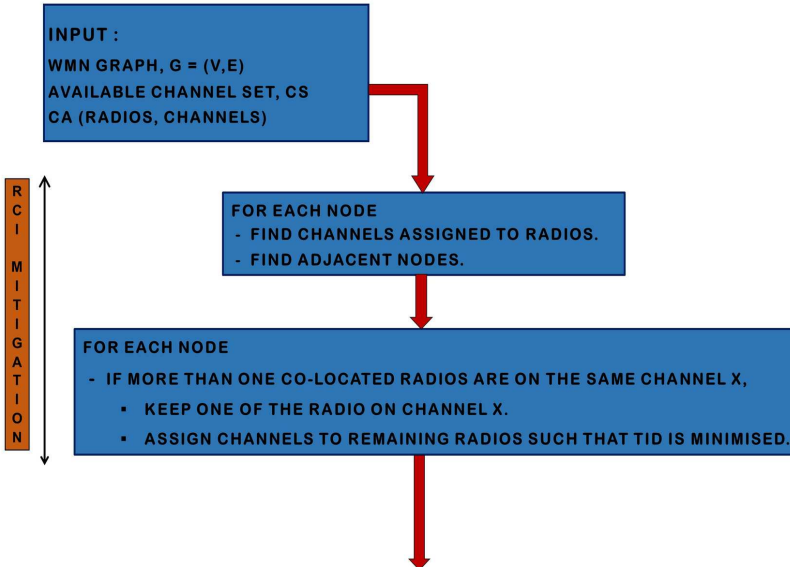 INPUT :
WMN GRAPH, G = (V,E)
AVAILABLE CHANNEL SET, CS
CA (RADIOS, CHANNELS)
RCI MITIGATION
FOR EACH NODE
- FIND CHANNELS ASSIGNED TO RADIOS.
- FIND ADJACENT NODES.
FOR EACH NODE
- IF MORE THAN ONE CO-LOCATED RADIOS ARE ON THE SAME CHANNEL X,
▪ KEEP ONE OF THE RADIO ON CHANNEL X.
▪ ASSIGN CHANNELS TO REMAINING RADIOS SUCH THAT TID IS MINIMISED.